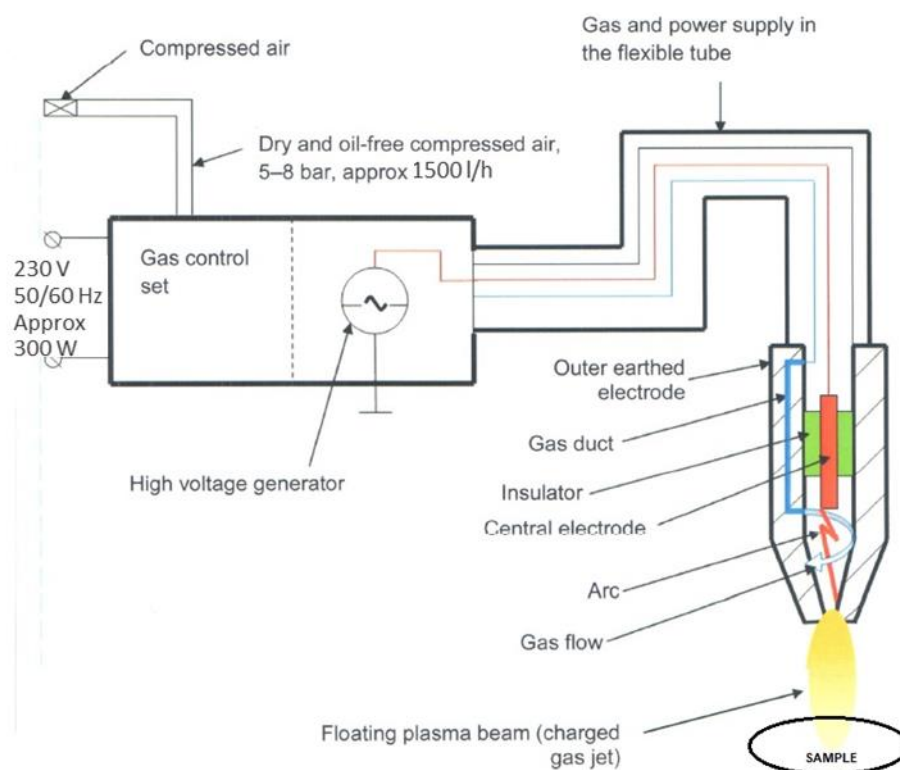 Compressed air
Gas and power supply in
the flexible tube
Dry and oil-free compressed air,
5–8 bar, approx 1500 l/h
230 V
50/60 Hz
Approx
300 W
Gas control
set
High voltage generator
Outer earthed
electrode
Gas duct
Insulator
Central electrode
Arc
Gas flow
Floating plasma beam (charged
gas jet)
SAMPLE